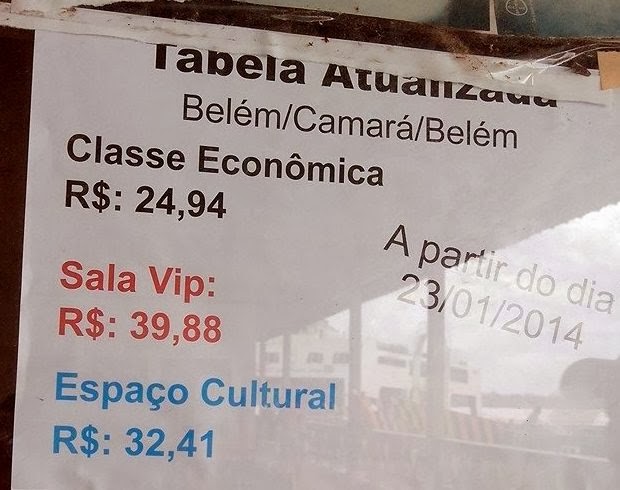 Tabela Atualizada
Belém/Camará/Belém
Classe Econômica
R$: 24,94
A partir do dia
23/01/2014
Sala Vip:
R$: 39,88
Espaço Cultural
R$: 32,41